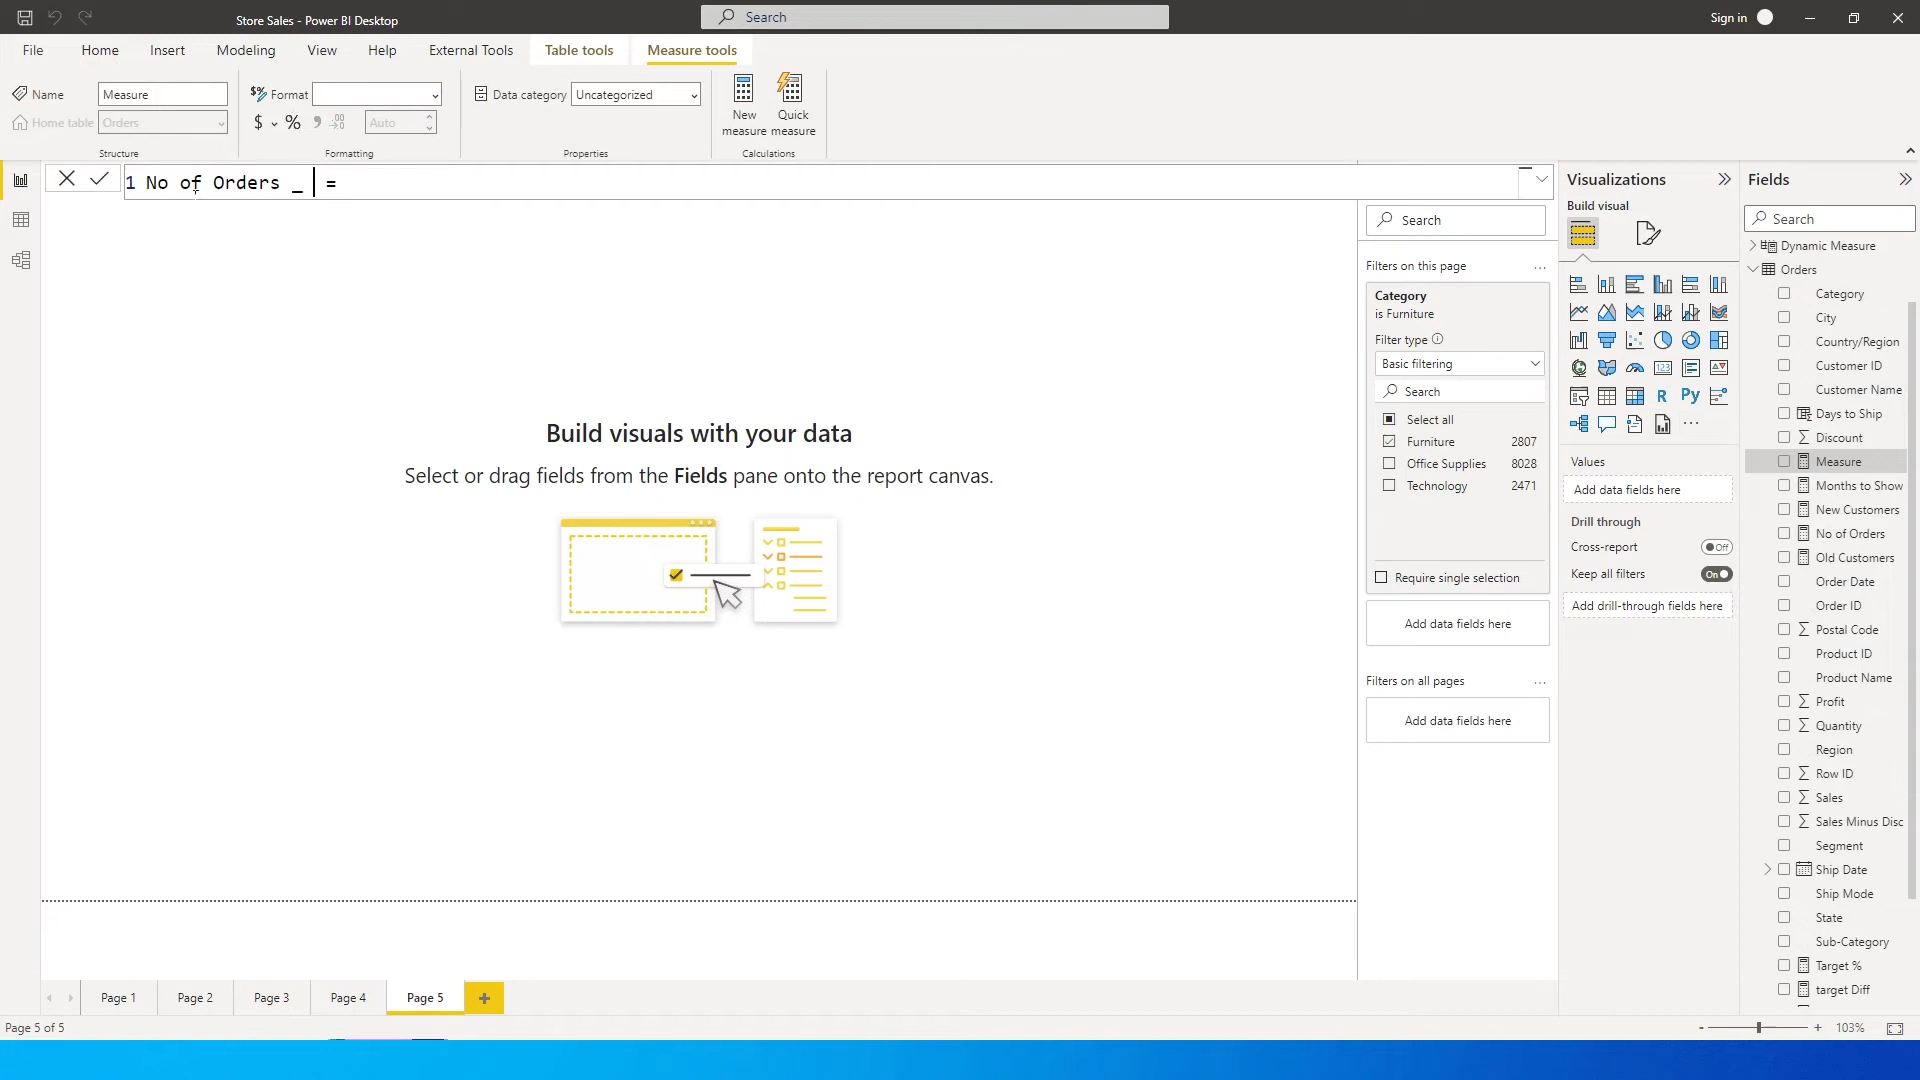 Store Sales - Power BI Desktop
Search
Sign in
File Home Insert Modeling View Help External Tools Table tools Measure tools
Name Measure
Home table Orders
Structure
Format
$ % Auto
Formatting
Data category Uncategorized
Properties
New measure
Quick measure
Calculations
1 No of Orders _ =
Build visuals with your data
Select or drag fields from the Fields pane onto the report canvas.
Search
Filters on this page ...
Category
is Furniture
Filter type
Basic filtering
Search
Select all
Furniture 2807
Office Supplies 8028
Technology 2471
Require single selection
Add data fields here
Filters on all pages ...
Add data fields here
Visualizations
Build visual
123
R
Py
...
Values
Add data fields here
Drill through
Cross-report Off
Keep all filters On
Add drill-through fields here
Fields
Search
Dynamic Measure
Orders
Category
City
Country/Region
Customer ID
Customer Name
Days to Ship
Discount
Measure
Months to Show
New Customers
No of Orders
Old Customers
Order Date
Order ID
Postal Code
Product ID
Product Name
Profit
Quantity
Region
Row ID
Sales
Sales Minus Disc
Segment
Ship Date
Ship Mode
State
Sub-Category
Target %
target Diff
Page 1 Page 2 Page 3 Page 4 Page 5 +
Page 5 of 5
- + 103%